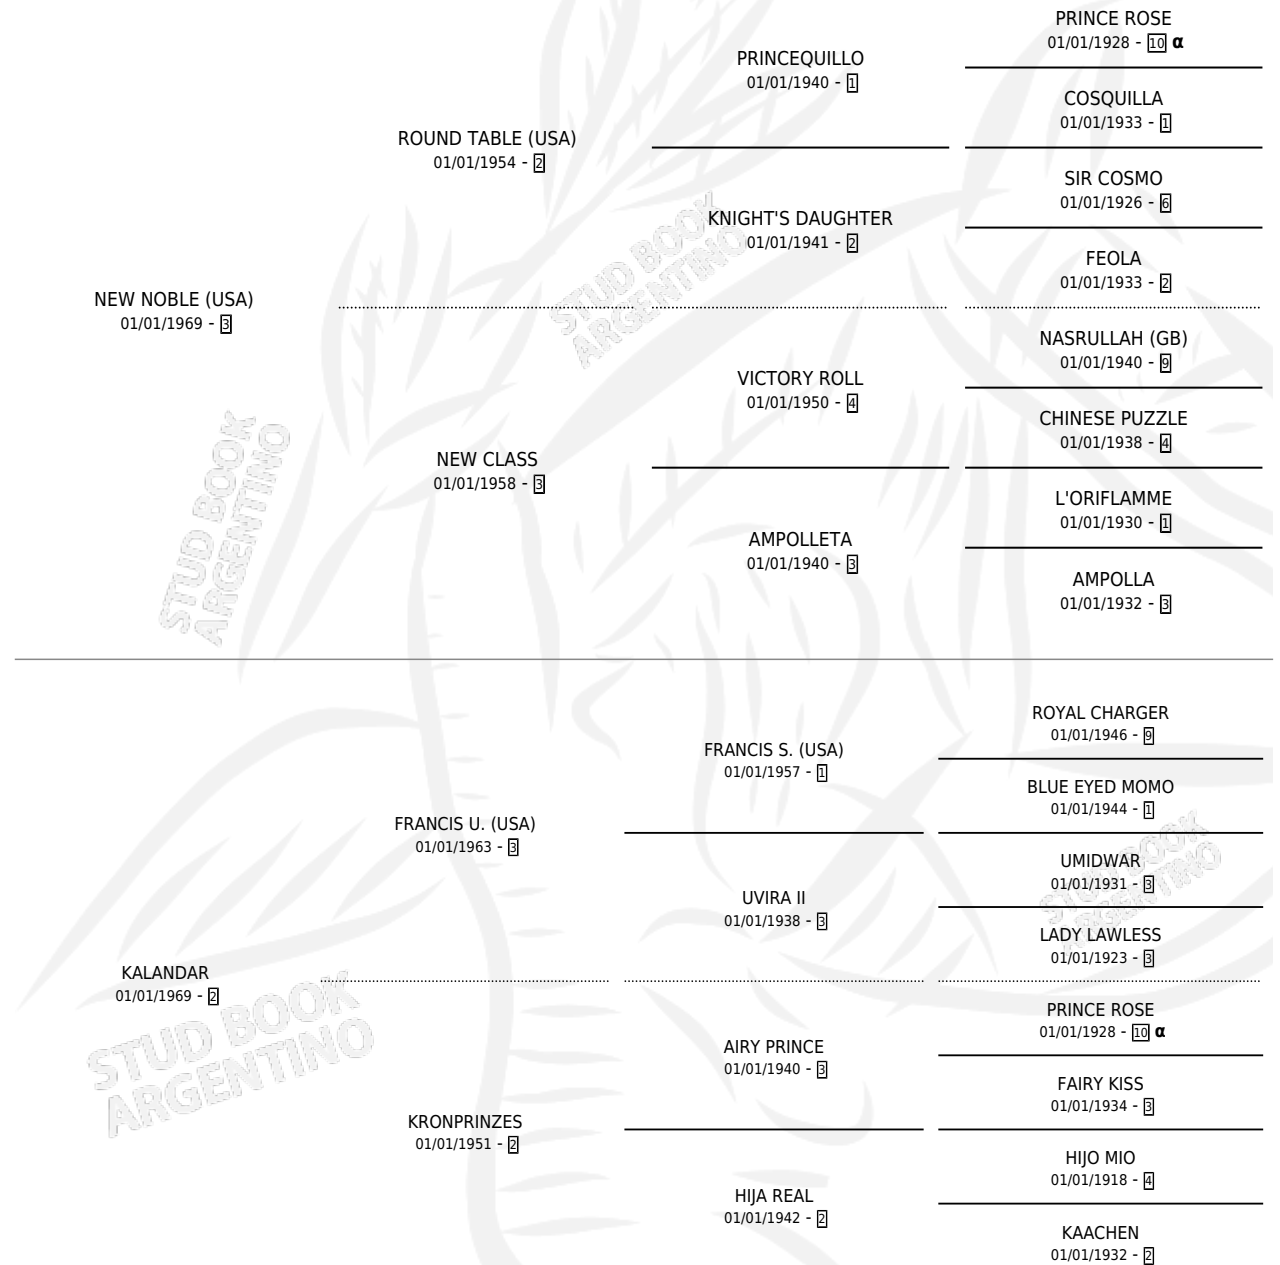 PRINCE ROSE
01/01/1928 - 10 α
PRINCEQUILLO
01/01/1940 - 1
COSQUILLA
01/01/1933 - 1
ROUND TABLE (USA)
01/01/1954 - 2
SIR COSMO
01/01/1926 - 6
KNIGHT'S DAUGHTER
01/01/1941 - 2
FEOLA
01/01/1933 - 2
NEW NOBLE (USA)
01/01/1969 - 3
NASRULLAH (GB)
01/01/1940 - 9
VICTORY ROLL
01/01/1950 - 4
CHINESE PUZZLE
01/01/1938 - 4
NEW CLASS
01/01/1958 - 3
L'ORIFLAMME
01/01/1930 - 1
AMPOLLETA
01/01/1940 - 3
AMPOLLA
01/01/1932 - 3
ROYAL CHARGER
01/01/1946 - 9
FRANCIS S. (USA)
01/01/1957 - 1
BLUE EYED MOMO
01/01/1944 - 1
FRANCIS U. (USA)
01/01/1963 - 3
UMIDWAR
01/01/1931 - 3
UVIRA II
01/01/1938 - 3
LADY LAWLESS
01/01/1923 - 3
KALANDAR
01/01/1969 - 2
PRINCE ROSE
01/01/1928 - 10 α
AIRY PRINCE
01/01/1940 - 3
FAIRY KISS
01/01/1934 - 3
KRONPRINZES
01/01/1951 - 2
HIJO MIO
01/01/1918 - 4
HIJA REAL
01/01/1942 - 2
KAACHEN
01/01/1932 - 2
STUD BOOK
ARGENTINO
STUD BOOK
ARGENTINO
STUD BOOK
ARGENTINO
STUD BOOK
ARGENTINO